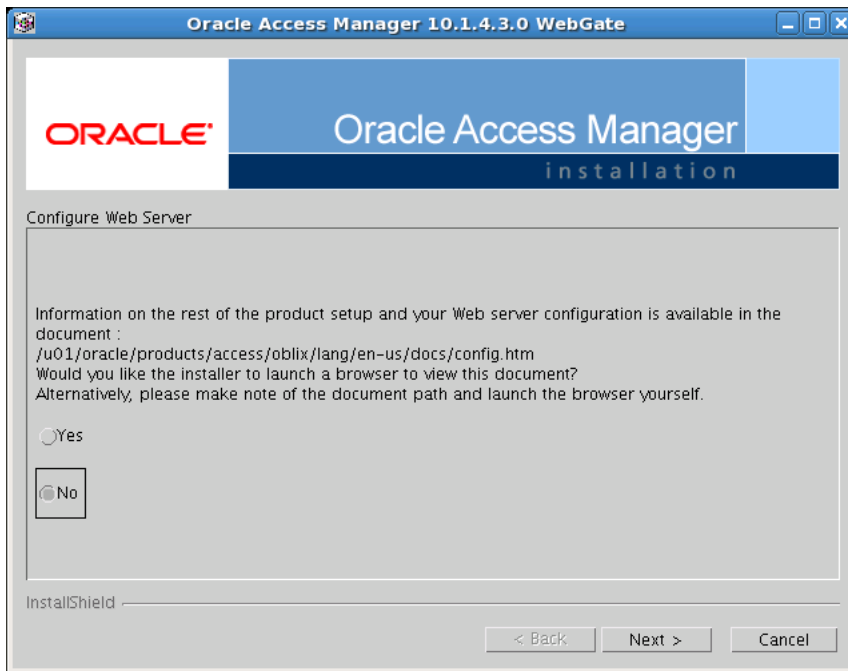 Oracle Access Manager 10.1.4.3.0 WebGate
ORACLE
Oracle Access Manager
installation
Configure Web Server
Information on the rest of the product setup and your Web server configuration is available in the
document :
/u01/oracle/products/access/oblix/lang/en-us/docs/config.htm
Would you like the installer to launch a browser to view this document?
Alternatively, please make note of the document path and launch the browser yourself.
Yes
No
InstallShield
< Back
Next >
Cancel